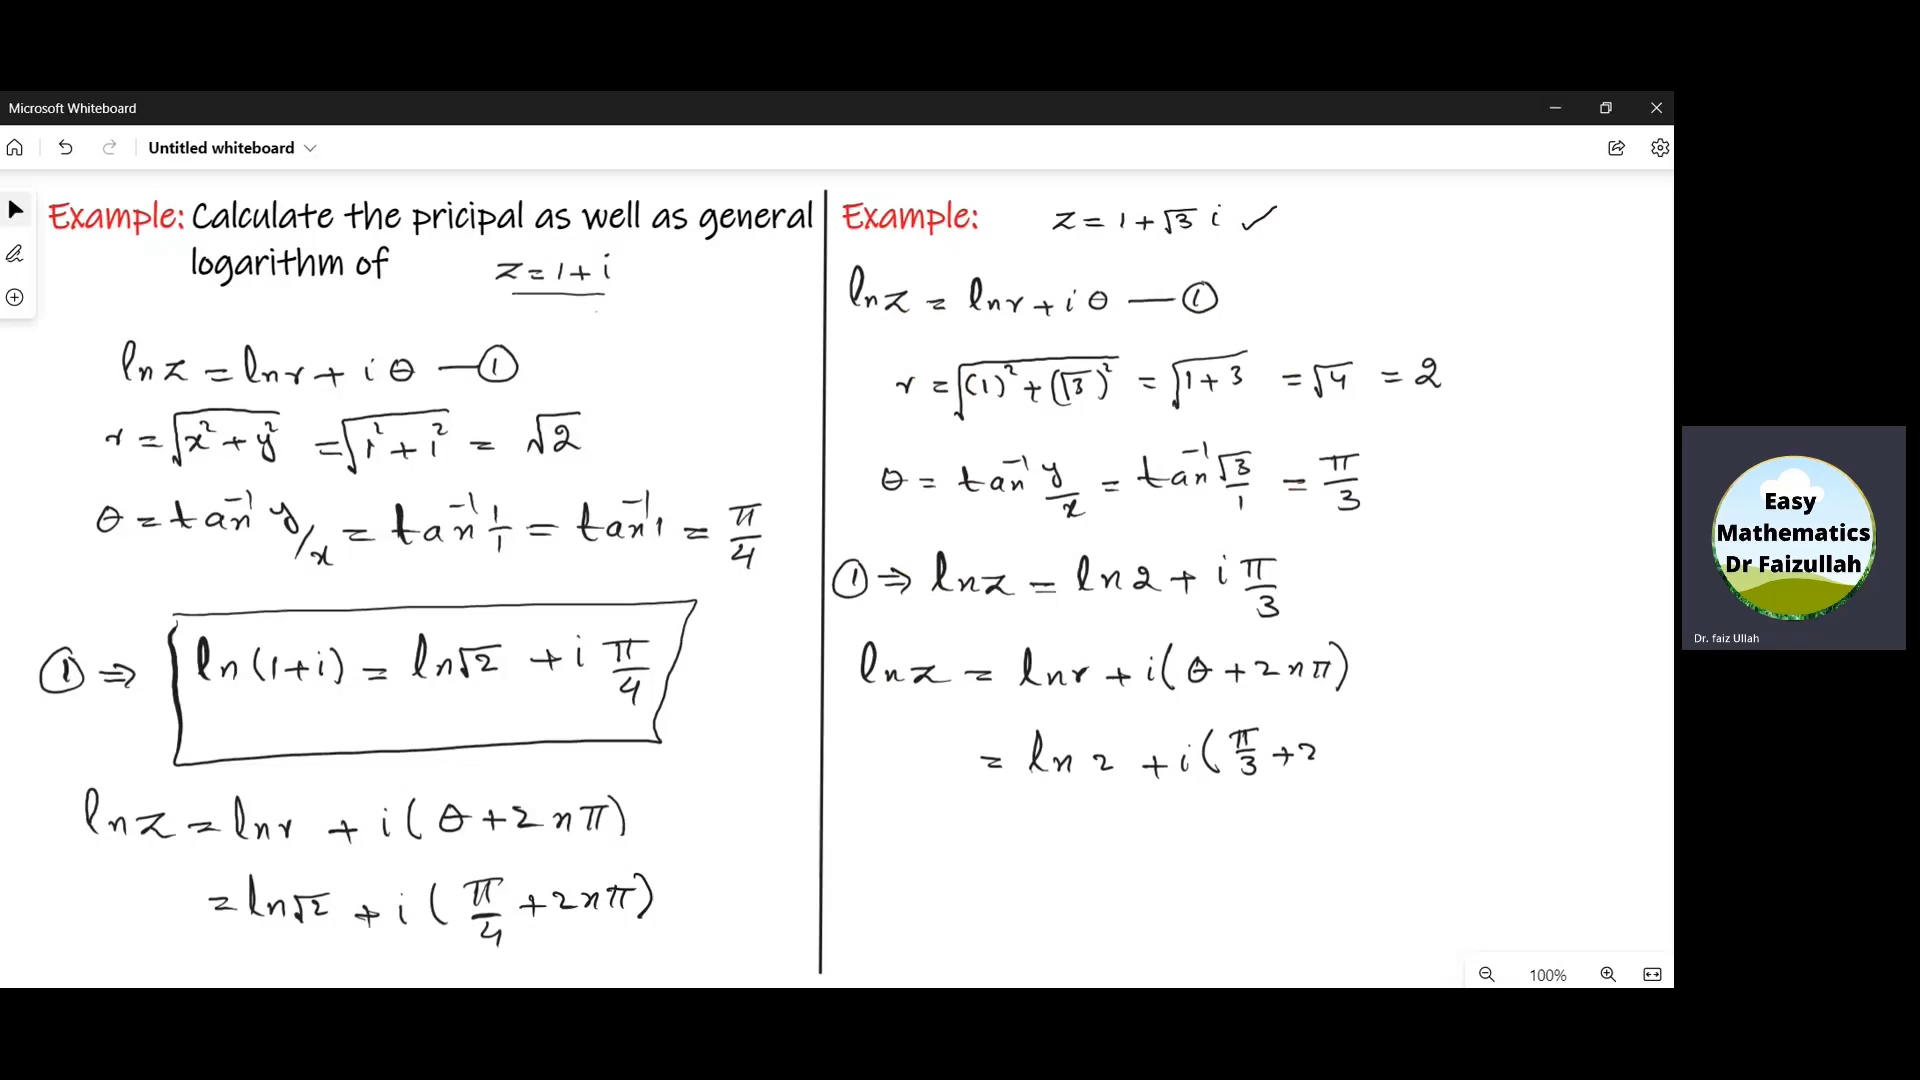 Microsoft Whiteboard
Untitled whiteboard
Example: Calculate the pricipal as well as general
logarithm of z = 1 + i
ln z = ln r + i θ — ①
r = √(x² + y²) = √(1² + 1²) = √2
θ = tan⁻¹ y/x = tan⁻¹ 1/1 = tan⁻¹ 1 = π/4
① ⇒ ln(1+i) = ln√2 + i π/4
ln z = ln r + i(θ + 2nπ)
= ln√2 + i(π/4 + 2nπ)
Example: z = 1 + √3 i ✓
ln z = ln r + i θ — ①
r = √((1)² + (√3)²) = √(1 + 3) = √4 = 2
θ = tan⁻¹ y/x = tan⁻¹ √3/1 = π/3
① ⇒ ln z = ln 2 + i π/3
ln z = ln r + i(θ + 2nπ)
= ln 2 + i(π/3 + 2
100%
Easy
Mathematics
Dr Faizullah
Dr. faiz Ullah